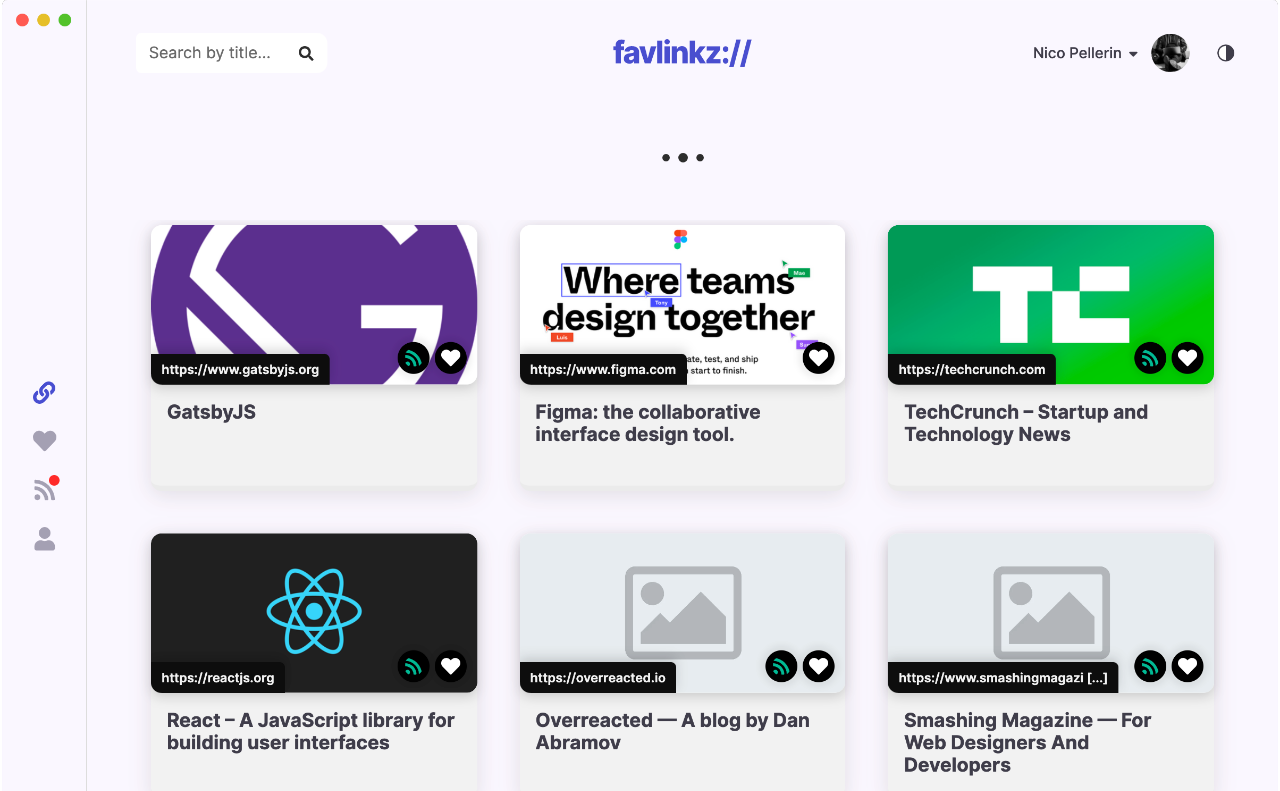 Search by title...
favlinkz://
Nico Pellerin
Where teams
design together
Mae
Tony
Luis
ate, test, and ship
start to finish.
https://www.gatsbyjs.org
https://www.figma.com
https://techcrunch.com
GatsbyJS
Figma: the collaborative
interface design tool.
TechCrunch – Startup and
Technology News
https://reactjs.org
https://overreacted.io
https://www.smashingmagazi [...]
React – A JavaScript library for
building user interfaces
Overreacted — A blog by Dan
Abramov
Smashing Magazine — For
Web Designers And
Developers